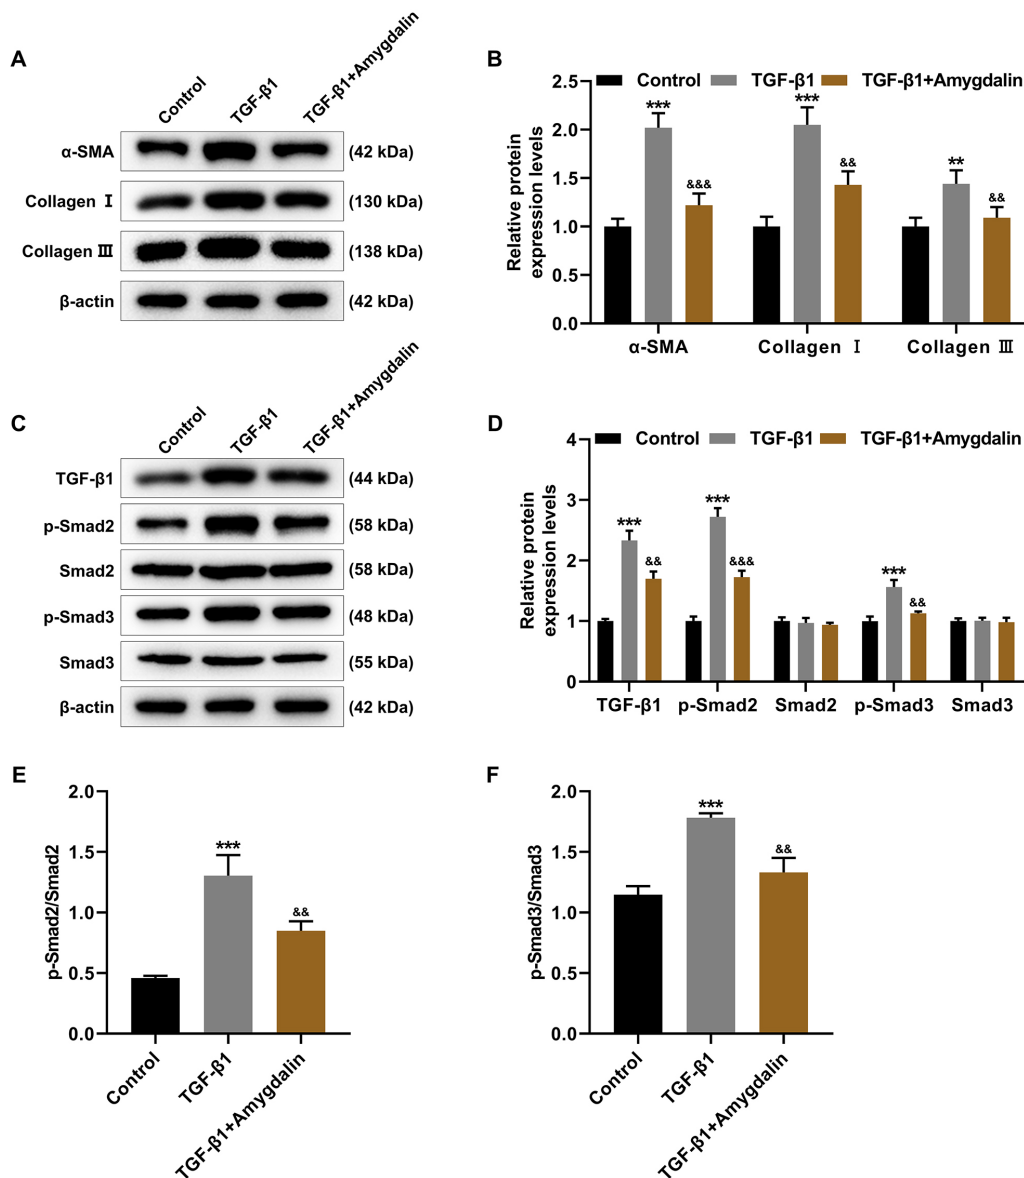 A
Control
TGF-β1
TGF-β1+Amygdalin
α-SMA (42 kDa)
Collagen Ⅰ (130 kDa)
Collagen Ⅲ (138 kDa)
β-actin (42 kDa)
B
Control TGF-β1 TGF-β1+Amygdalin
Relative protein
expression levels
2.5
2.0
1.5
1.0
0.5
0.0
*** &&& *** && ** &&
α-SMA Collagen Ⅰ Collagen Ⅲ
C
Control
TGF-β1
TGF-β1+Amygdalin
TGF-β1 (44 kDa)
p-Smad2 (58 kDa)
Smad2 (58 kDa)
p-Smad3 (48 kDa)
Smad3 (55 kDa)
β-actin (42 kDa)
D
Control TGF-β1 TGF-β1+Amygdalin
Relative protein
expression levels
4
3
2
1
0
*** && *** &&& *** &&
TGF-β1 p-Smad2 Smad2 p-Smad3 Smad3
E
p-Smad2/Smad2
2.0
1.5
1.0
0.5
0.0
*** &&
Control
TGF-β1
TGF-β1+Amygdalin
F
p-Smad3/Smad3
2.0
1.5
1.0
0.5
0.0
*** &&
Control
TGF-β1
TGF-β1+Amygdalin